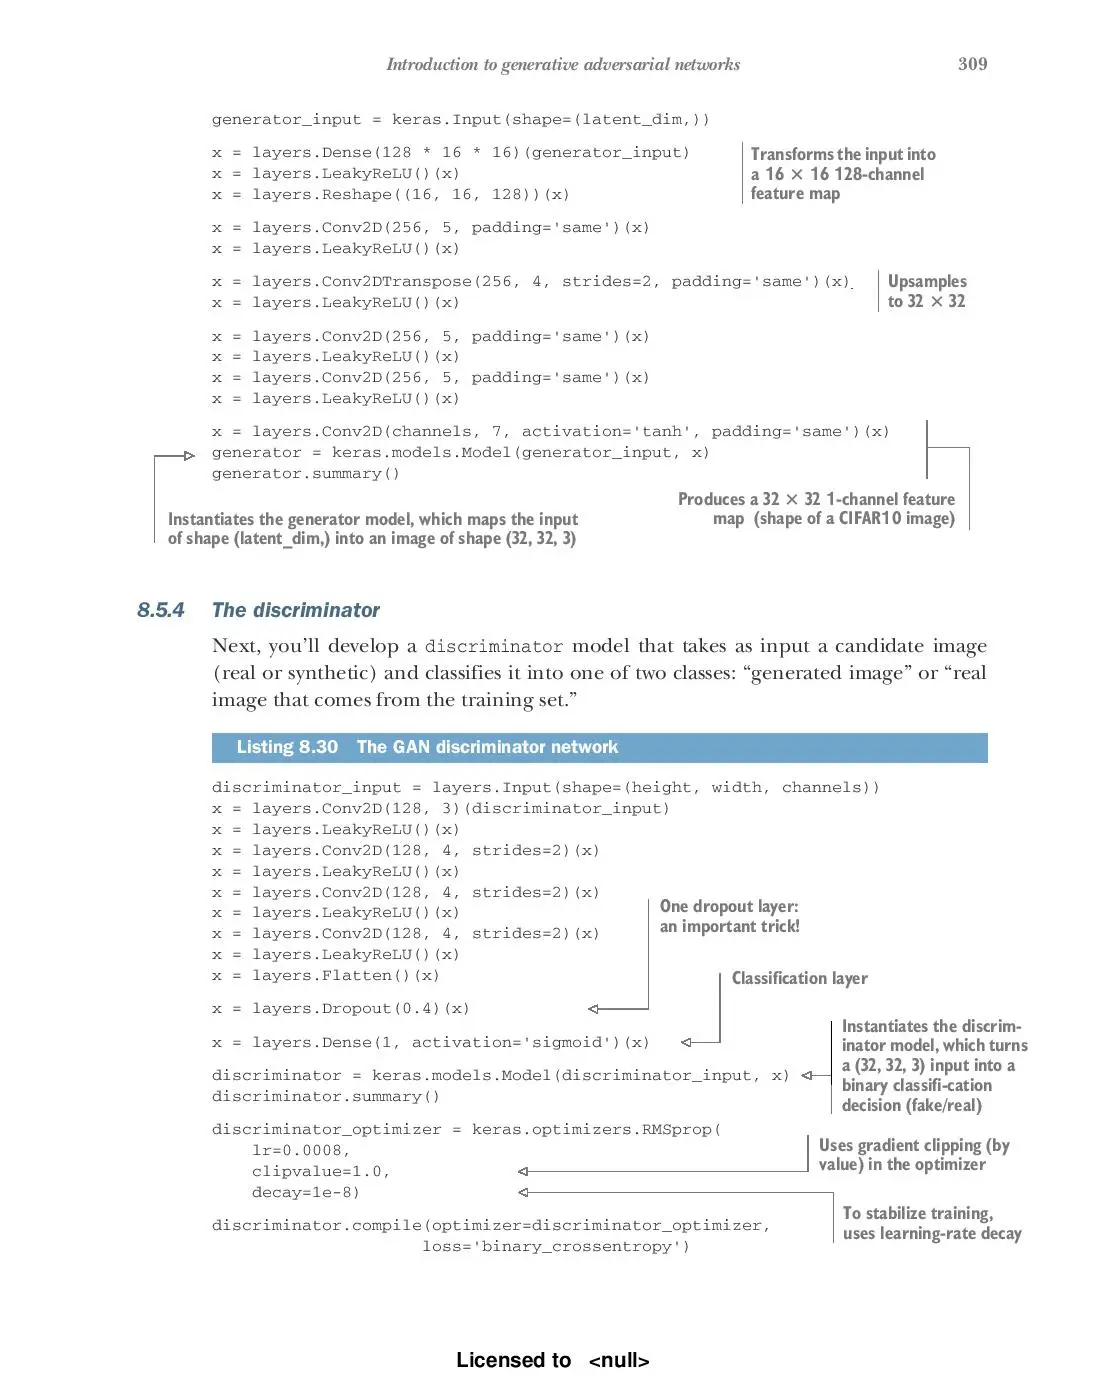 Introduction to generative adversarial networks 309
generator_input = keras.Input(shape=(latent_dim,))
x = layers.Dense(128 * 16 * 16)(generator_input)
x = layers.LeakyReLU()(x)
x = layers.Reshape((16, 16, 128))(x)
Transforms the input into
a 16 × 16 128-channel
feature map
x = layers.Conv2D(256, 5, padding='same')(x)
x = layers.LeakyReLU()(x)
x = layers.Conv2DTranspose(256, 4, strides=2, padding='same')(x)
x = layers.LeakyReLU()(x)
Upsamples
to 32 × 32
x = layers.Conv2D(256, 5, padding='same')(x)
x = layers.LeakyReLU()(x)
x = layers.Conv2D(256, 5, padding='same')(x)
x = layers.LeakyReLU()(x)
x = layers.Conv2D(channels, 7, activation='tanh', padding='same')(x)
generator = keras.models.Model(generator_input, x)
generator.summary()
Produces a 32 × 32 1-channel feature
map (shape of a CIFAR10 image)
Instantiates the generator model, which maps the input
of shape (latent_dim,) into an image of shape (32, 32, 3)
8.5.4 The discriminator
Next, you’ll develop a discriminator model that takes as input a candidate image
(real or synthetic) and classifies it into one of two classes: “generated image” or “real
image that comes from the training set.”
Listing 8.30 The GAN discriminator network
discriminator_input = layers.Input(shape=(height, width, channels))
x = layers.Conv2D(128, 3)(discriminator_input)
x = layers.LeakyReLU()(x)
x = layers.Conv2D(128, 4, strides=2)(x)
x = layers.LeakyReLU()(x)
x = layers.Conv2D(128, 4, strides=2)(x)
x = layers.LeakyReLU()(x)
x = layers.Conv2D(128, 4, strides=2)(x)
x = layers.LeakyReLU()(x)
x = layers.Flatten()(x)
One dropout layer:
an important trick!
x = layers.Dropout(0.4)(x)
Classification layer
x = layers.Dense(1, activation='sigmoid')(x)
Instantiates the discrim-
inator model, which turns
a (32, 32, 3) input into a
binary classifi-cation
decision (fake/real)
discriminator = keras.models.Model(discriminator_input, x)
discriminator.summary()
discriminator_optimizer = keras.optimizers.RMSprop(
lr=0.0008,
clipvalue=1.0,
decay=1e-8)
Uses gradient clipping (by
value) in the optimizer
To stabilize training,
uses learning-rate decay
discriminator.compile(optimizer=discriminator_optimizer,
loss='binary_crossentropy')
Licensed to <null>